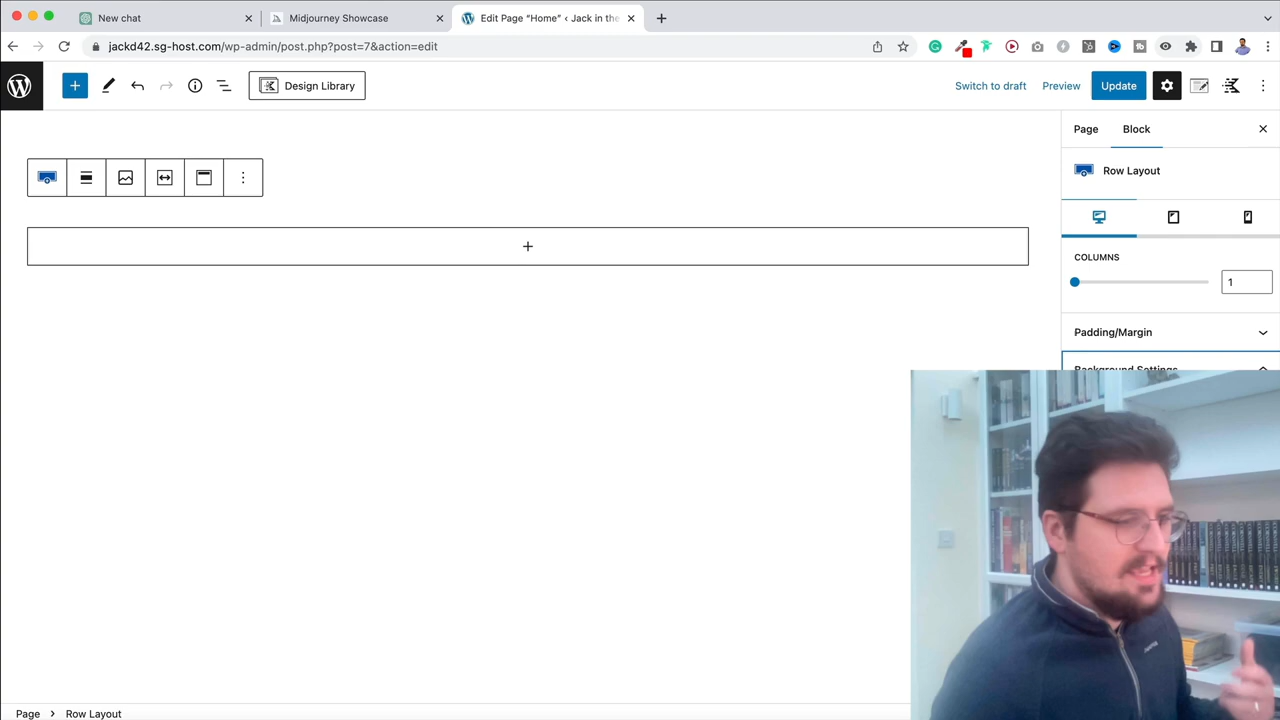 New chat
Midjourney Showcase
Edit Page “Home” ‹ Jack in the
jackd42.sg-host.com/wp-admin/post.php?post=7&action=edit
Design Library
Switch to draft
Preview
Update
Page
Block
Row Layout
COLUMNS
1
Padding/Margin
Background Settings
Page
Row Layout